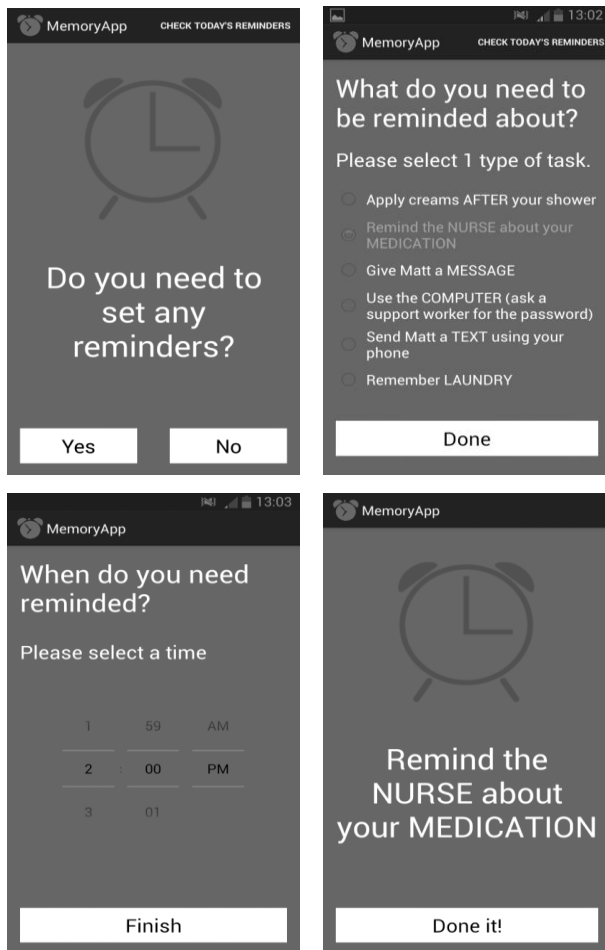 MemoryApp CHECK TODAY'S REMINDERS
Do you need to
set any
reminders?
Yes No
13:02
MemoryApp CHECK TODAY'S REMINDERS
What do you need to
be reminded about?
Please select 1 type of task.
Apply creams AFTER your shower
Remind the NURSE about your
MEDICATION
Give Matt a MESSAGE
Use the COMPUTER (ask a
support worker for the password)
Send Matt a TEXT using your
phone
Remember LAUNDRY
Done
13:03
MemoryApp
When do you need
reminded?
Please select a time
1 59 AM
2 : 00 PM
3 01
Finish
MemoryApp
Remind the
NURSE about
your MEDICATION
Done it!